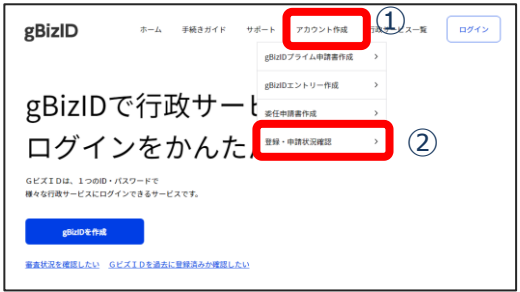 gBizID ホーム 手続きガイド サポート アカウント作成 ① 行政サービス一覧 ログイン
gBizIDプライム申請書作成 >
gBizIDエントリー作成 >
委任申請書作成 >
登録・申請状況確認 > ②
gBizIDで行政サー
ログインをかんた
GビズIDは、1つのID・パスワードで
様々な行政サービスにログインできるサービスです。
gBizIDを作成
審査状況を確認したい GビズIDを過去に登録済みか確認したい